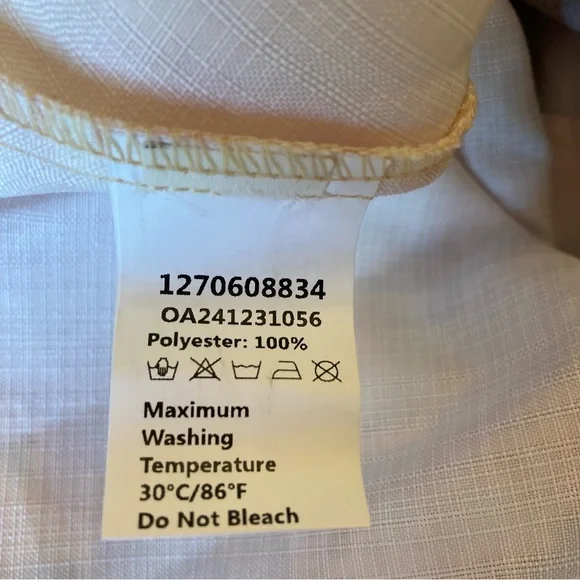 1270608834
OA241231056
Polyester: 100%
Maximum
Washing
Temperature
30°C/86°F
Do Not Bleach